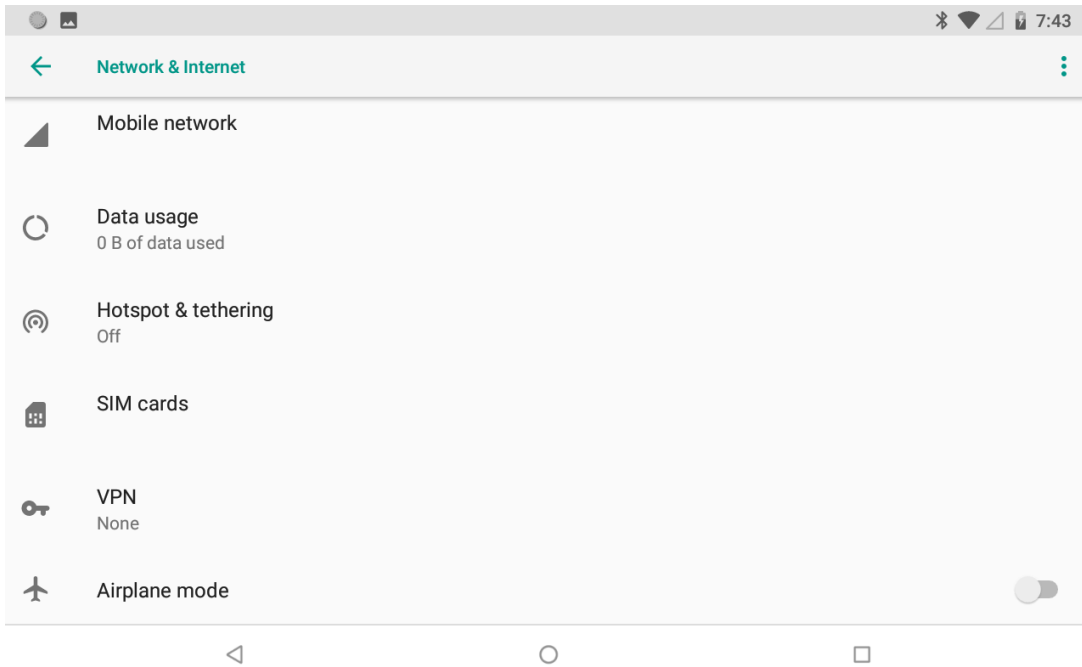 7:43
Network & Internet
Mobile network
Data usage
0 B of data used
Hotspot & tethering
Off
SIM cards
VPN
None
Airplane mode